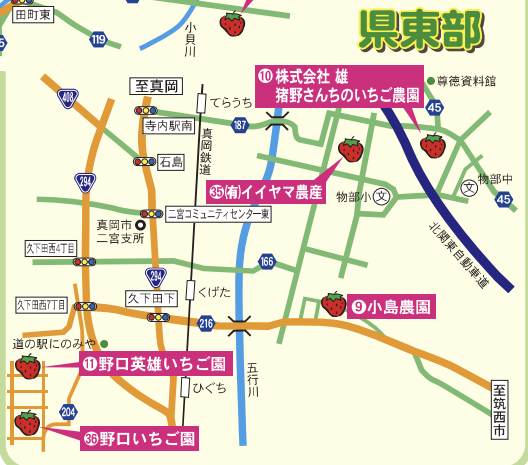 田町東
119
小貝川
県東部
408
至真岡
てらうち
⑩株式会社 雄
猪野さんちのいちご農園
尊徳資料館
45
寺内駅南
187
真岡鉄道
石島
294
㉟(有)イイヤマ農産
物部小
文
文
物部中
45
二宮コミュニティセンター東
真岡市
二宮支所
北関東自動車道
久下田西4丁目
166
294
久下田西7丁目
久下田下
くげた
216
❾小島農園
道の駅にのみや
⓫野口英雄いちご園
五行川
ひぐち
至筑西市
204
㊱野口いちご園